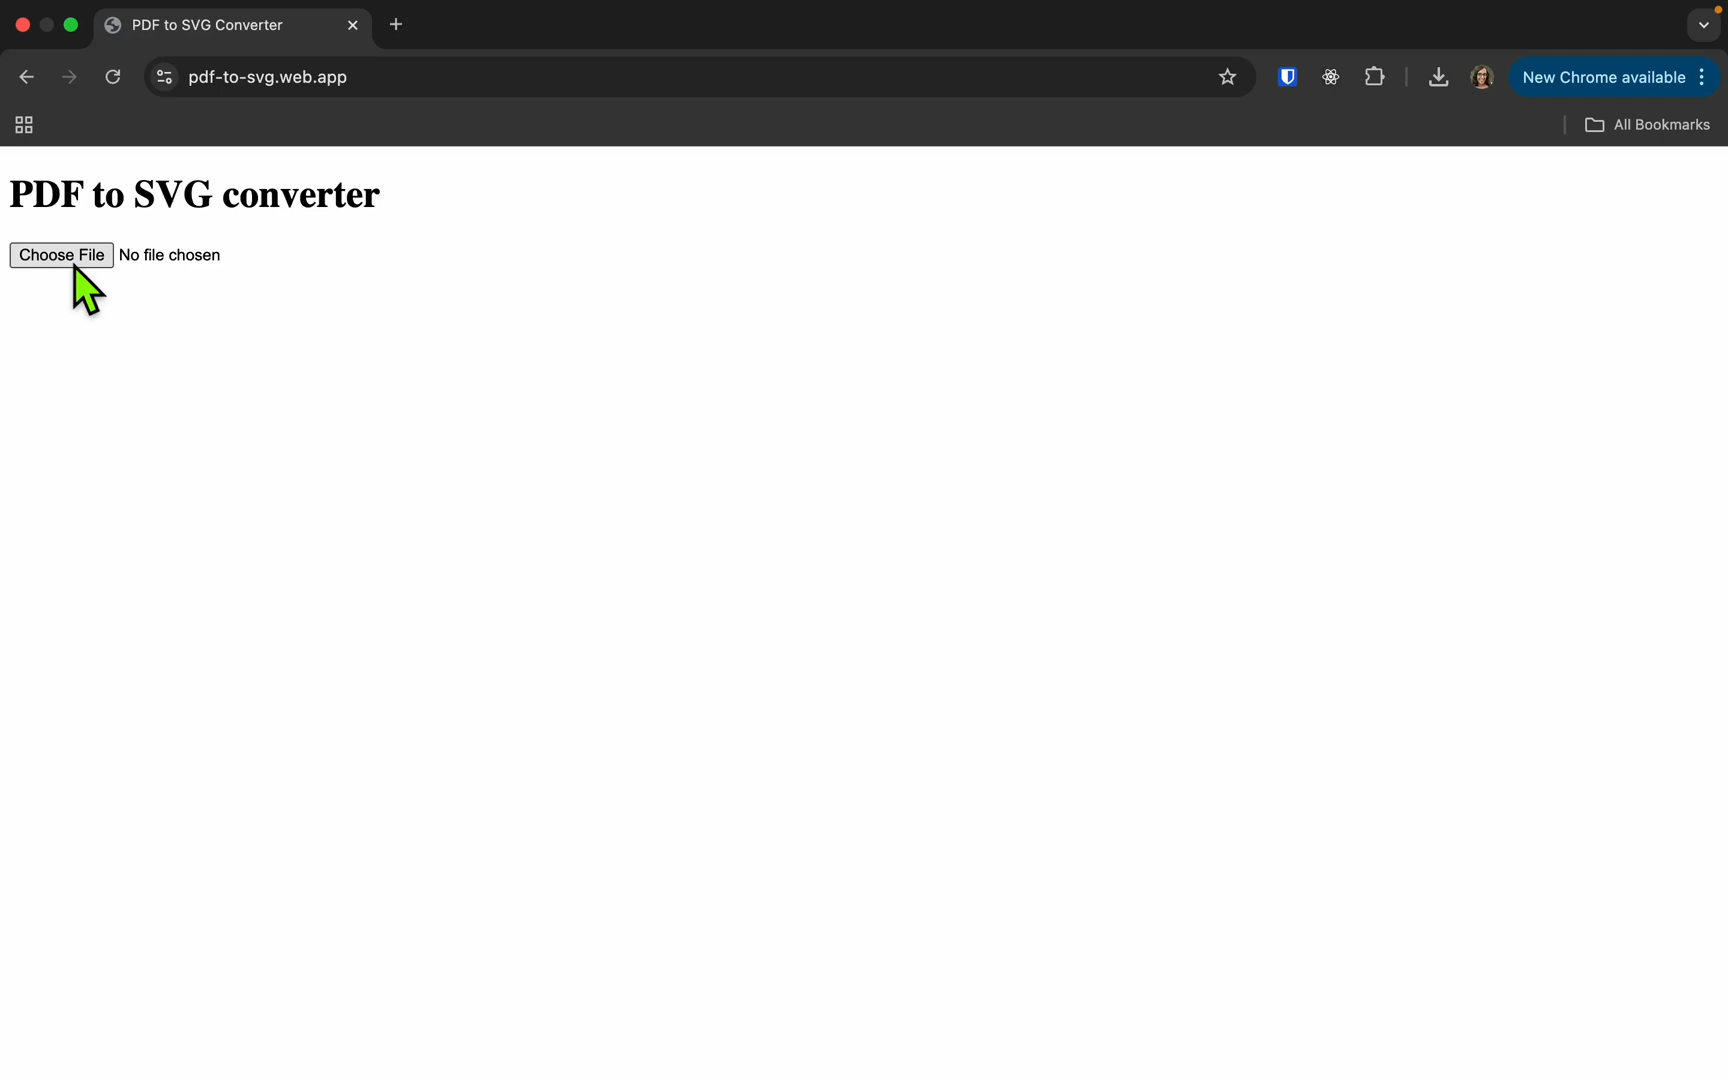 PDF to SVG Converter
pdf-to-svg.web.app
New Chrome available
All Bookmarks
PDF to SVG converter
Choose File No file chosen